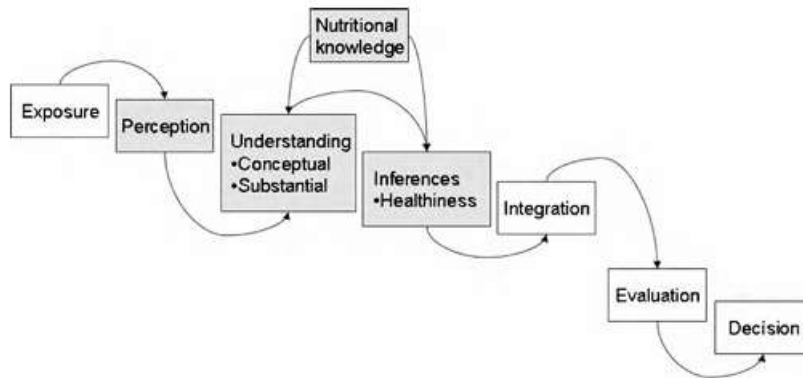 Nutritional
knowledge
Exposure
Perception
Understanding
•Conceptual
•Substantial
Inferences
•Healthiness
Integration
Evaluation
Decision